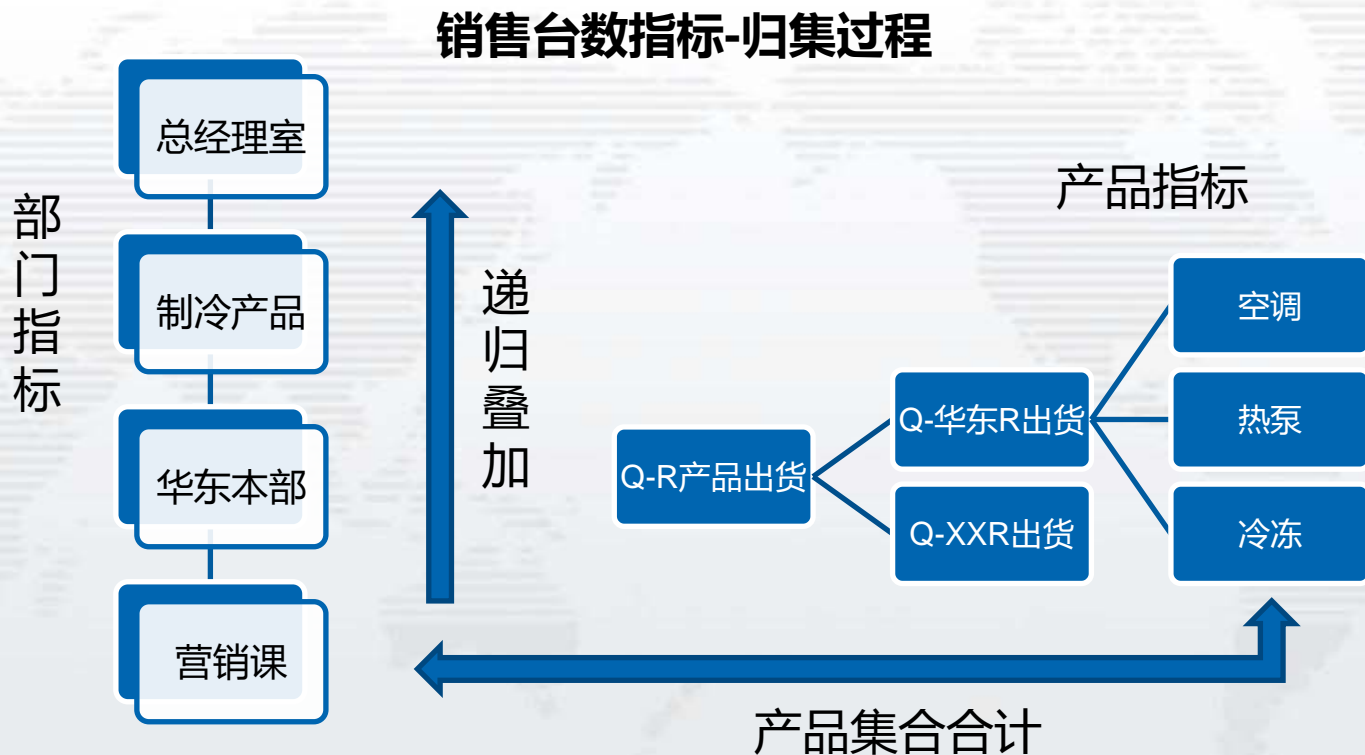 销售台数指标-归集过程
部门指标
总经理室
制冷产品
华东本部
营销课
递归叠加
产品指标
Q-R产品出货
Q-华东R出货
Q-XXR出货
空调
热泵
冷冻
产品集合合计